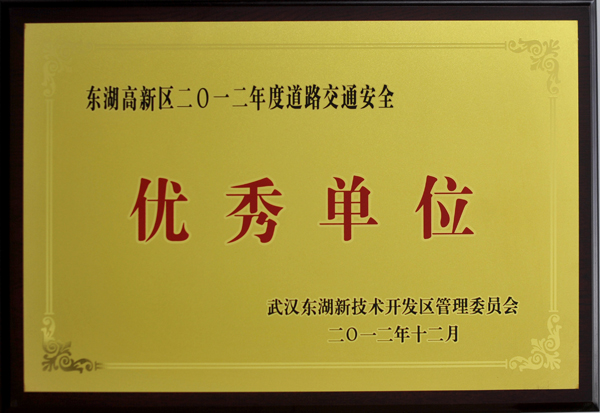 东湖高新区二〇一二年度道路交通安全
优秀单位
武汉东湖新技术开发区管理委员会
二〇一二年十二月